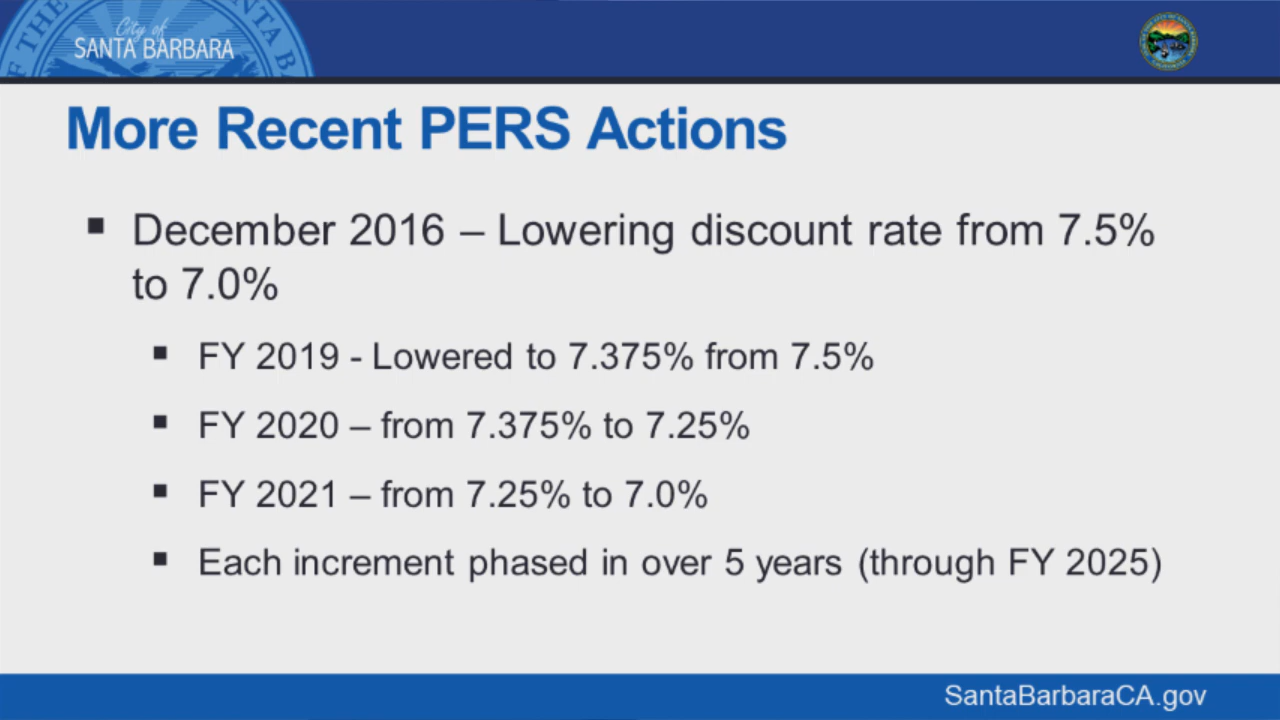 City of
SANTA BARBARA
More Recent PERS Actions
▪ December 2016 – Lowering discount rate from 7.5%
to 7.0%
▪ FY 2019 - Lowered to 7.375% from 7.5%
▪ FY 2020 – from 7.375% to 7.25%
▪ FY 2021 – from 7.25% to 7.0%
▪ Each increment phased in over 5 years (through FY 2025)
SantaBarbaraCA.gov